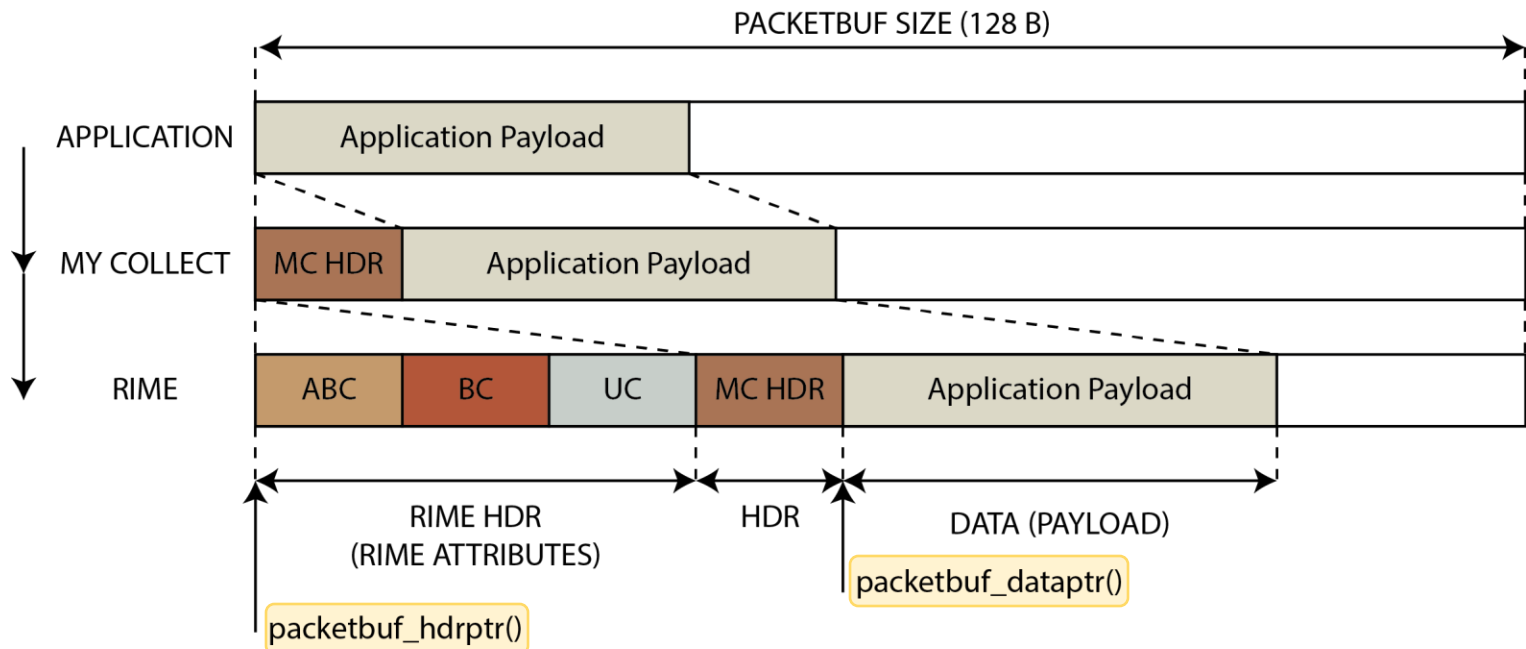 PACKETBUF SIZE (128 B)
APPLICATION
Application Payload
MY COLLECT
MC HDR
Application Payload
RIME
ABC
BC
UC
MC HDR
Application Payload
RIME HDR
(RIME ATTRIBUTES)
HDR
DATA (PAYLOAD)
packetbuf_dataptr()
packetbuf_hdrptr()